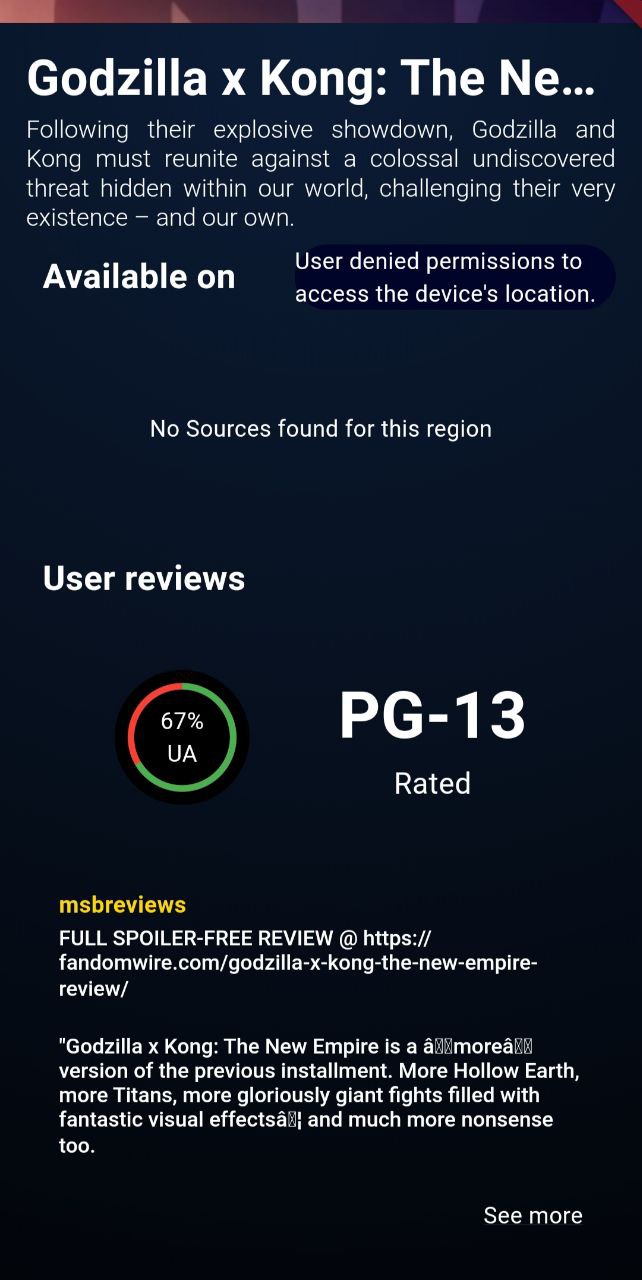 Godzilla x Kong: The Ne...
Following their explosive showdown, Godzilla and
Kong must reunite against a colossal undiscovered
threat hidden within our world, challenging their very
existence – and our own.
Available on
User denied permissions to
access the device's location.
No Sources found for this region
User reviews
67%
UA
PG-13
Rated
msbreviews
FULL SPOILER-FREE REVIEW @ https://
fandomwire.com/godzilla-x-kong-the-new-empire-
review/
"Godzilla x Kong: The New Empire is a â▯▯moreâ▯▯
version of the previous installment. More Hollow Earth,
more Titans, more gloriously giant fights filled with
fantastic visual effectsâ▯¦ and much more nonsense
too.
See more